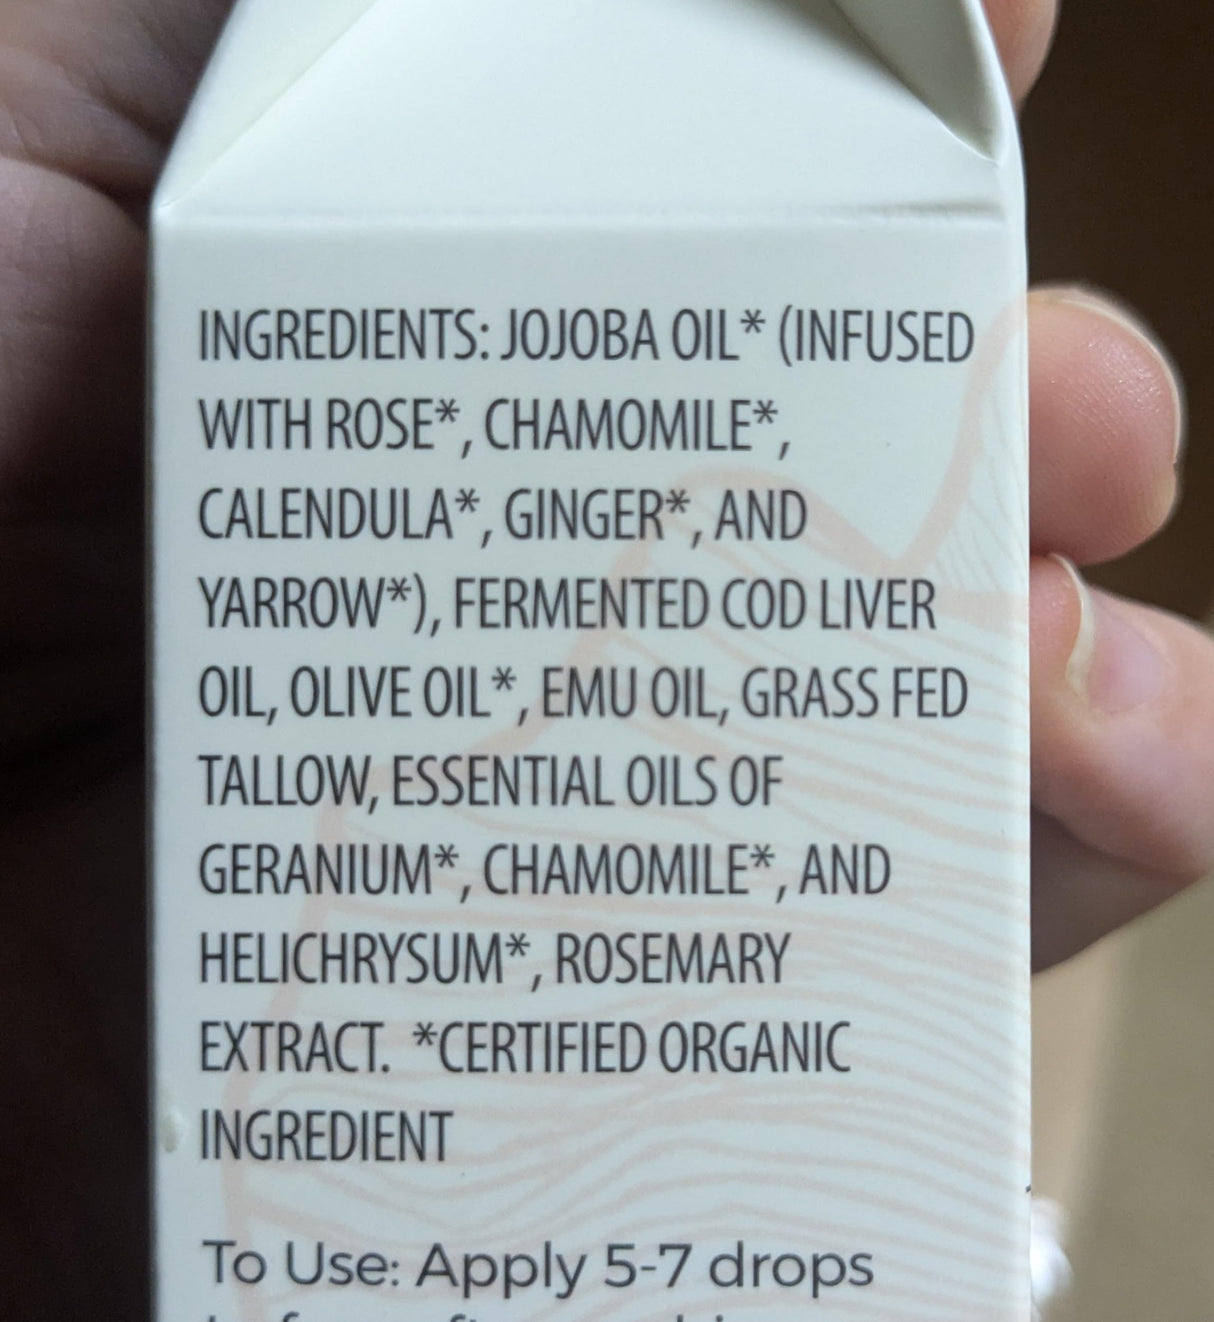 INGREDIENTS: JOJOBA OIL* (INFUSED
WITH ROSE*, CHAMOMILE*,
CALENDULA*, GINGER*, AND
YARROW*), FERMENTED COD LIVER
OIL, OLIVE OIL*, EMU OIL, GRASS FED
TALLOW, ESSENTIAL OILS OF
GERANIUM*, CHAMOMILE*, AND
HELICHRYSUM*, ROSEMARY
EXTRACT. *CERTIFIED ORGANIC
INGREDIENT
To Use: Apply 5-7 drops